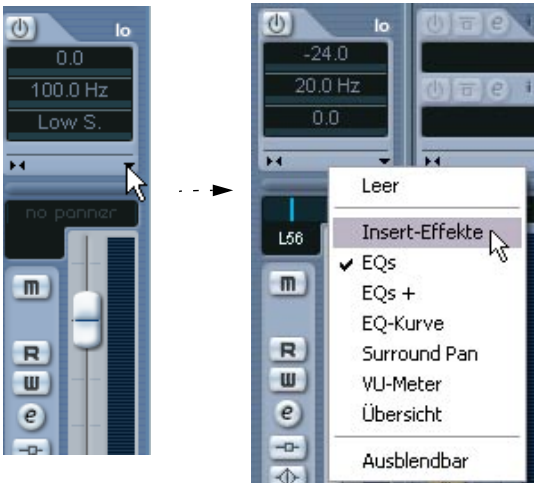 lo
0.0
100.0 Hz
Low S.
no panner
m
R
W
e
lo
-24.0
20.0 Hz
0.0
L56
m
R
W
e
e
e
Leer
Insert-Effekte
EQs
EQs +
EQ-Kurve
Surround Pan
VU-Meter
Übersicht
Ausblendbar